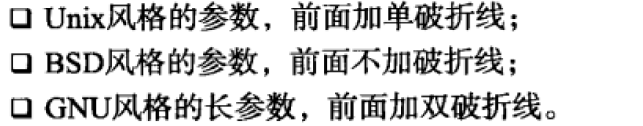 ❑ Unix风格的参数，前面加单破折线；
❑ BSD风格的参数，前面不加破折线；
❑ GNU风格的长参数，前面加双破折线。